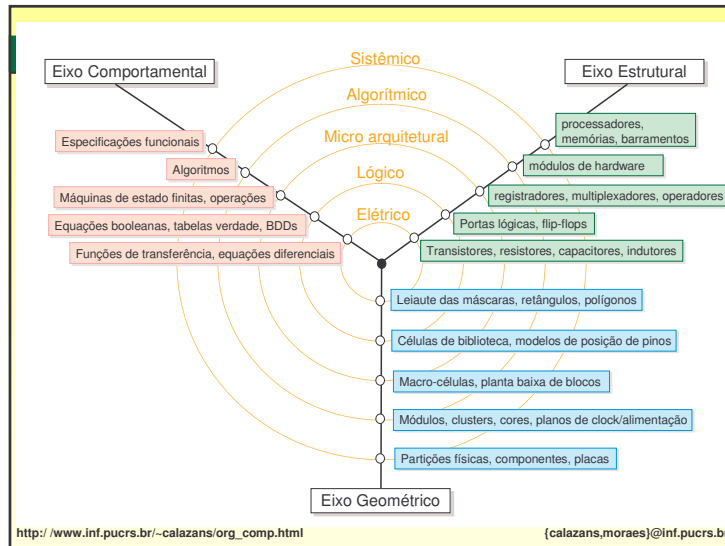 Sistêmico
Eixo Comportamental
Eixo Estrutural
Algorítmico
processadores,
memórias, barramentos
Especificações funcionais
Micro arquitetural
Algoritmos
módulos de hardware
Lógico
Máquinas de estado finitas, operações
registradores, multiplexadores, operadores
Elétrico
Equações booleanas, tabelas verdade, BDDs
Portas lógicas, flip-flops
Funções de transferência, equações diferenciais
Transistores, resistores, capacitores, indutores
Leiaute das máscaras, retângulos, polígonos
Células de biblioteca, modelos de posição de pinos
Macro-células, planta baixa de blocos
Módulos, clusters, cores, planos de clock/alimentação
Partições físicas, componentes, placas
Eixo Geométrico
http:/ /www.inf.pucrs.br/~calazans/org_comp.html
{calazans,moraes}@inf.pucrs.br